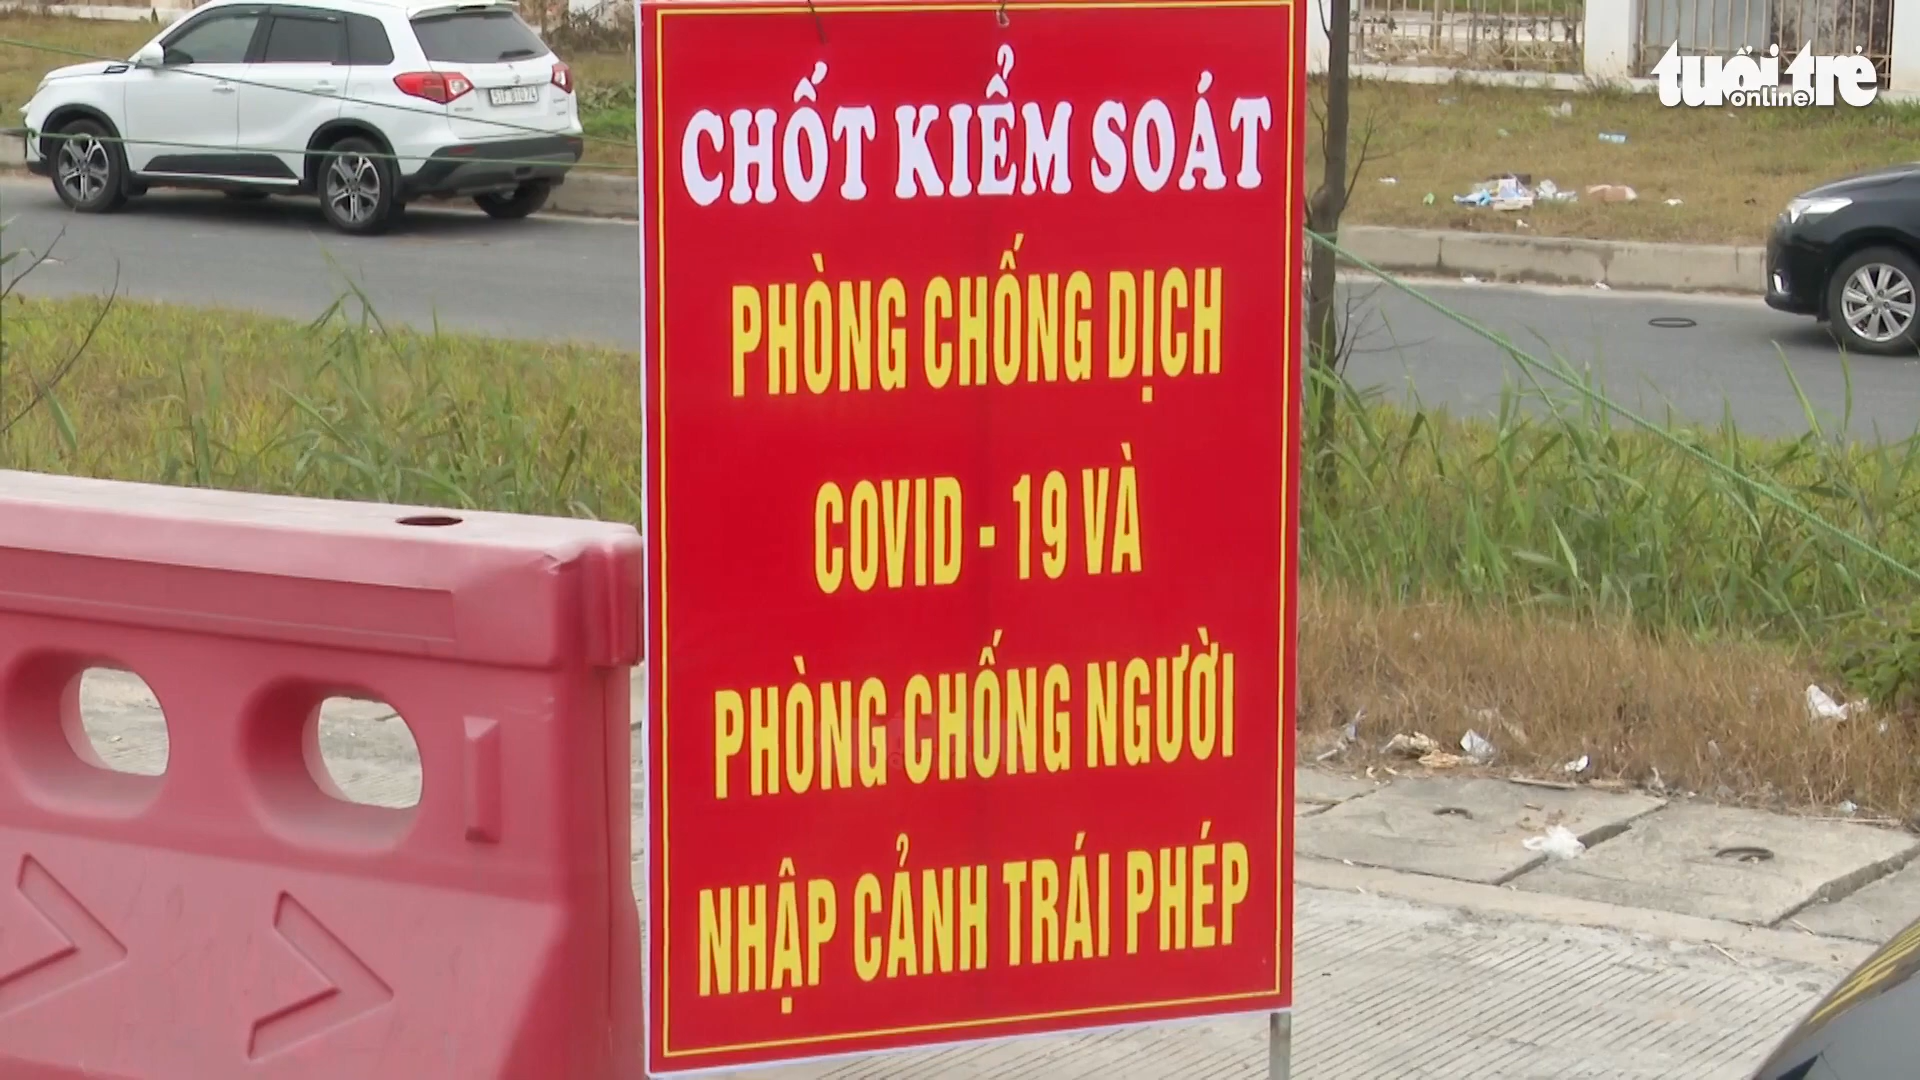 tuổi trẻ
online
CHỐT KIỂM SOÁT
PHÒNG CHỐNG DỊCH
COVID - 19 VÀ
PHÒNG CHỐNG NGƯỜI
NHẬP CẢNH TRÁI PHÉP